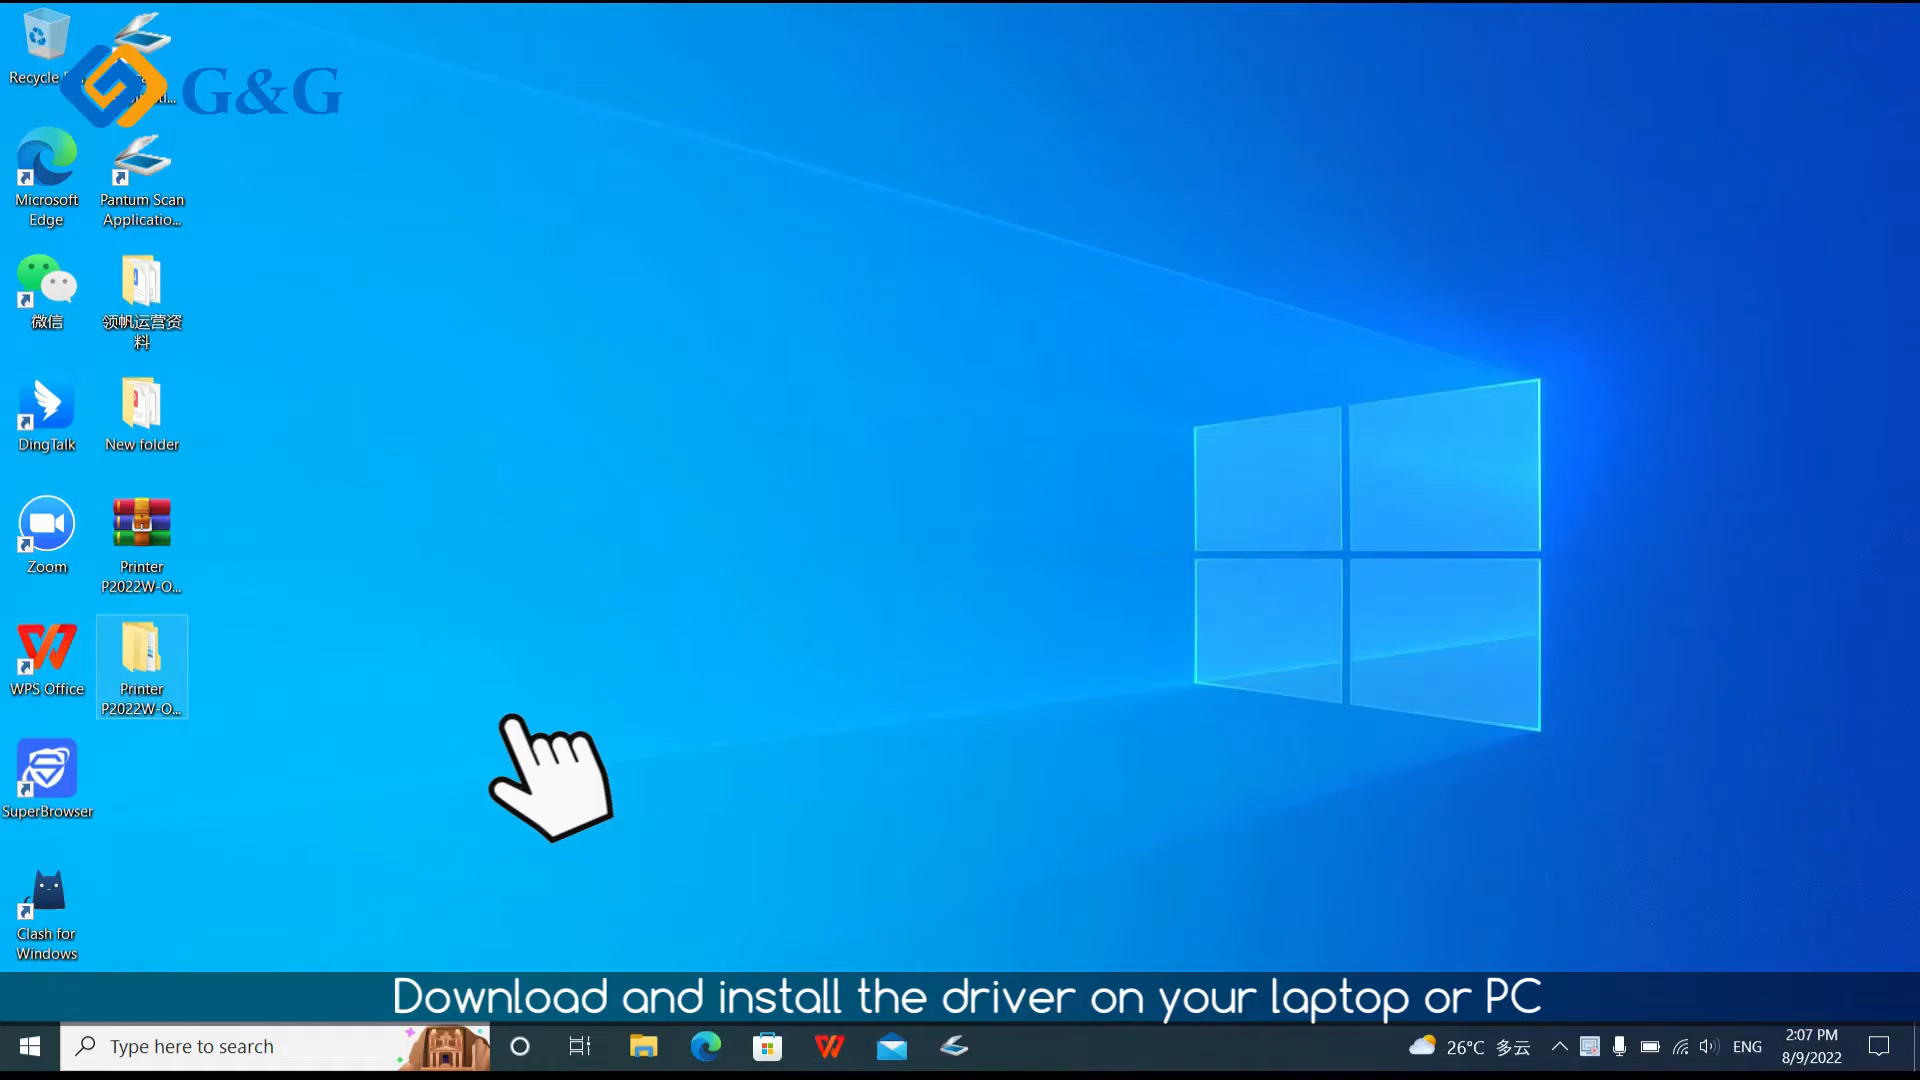 Recycle
G&G
Microsoft
Edge
Pantum Scan
Applicatio...
微信
领帆运营资
料
DingTalk
New folder
Zoom
Printer
P2022W-O...
WPS Office
Printer
P2022W-O...
SuperBrowser
Clash for
Windows
Download and install the driver on your laptop or PC
Type here to search
26°C 多云
ENG
2:07 PM
8/9/2022